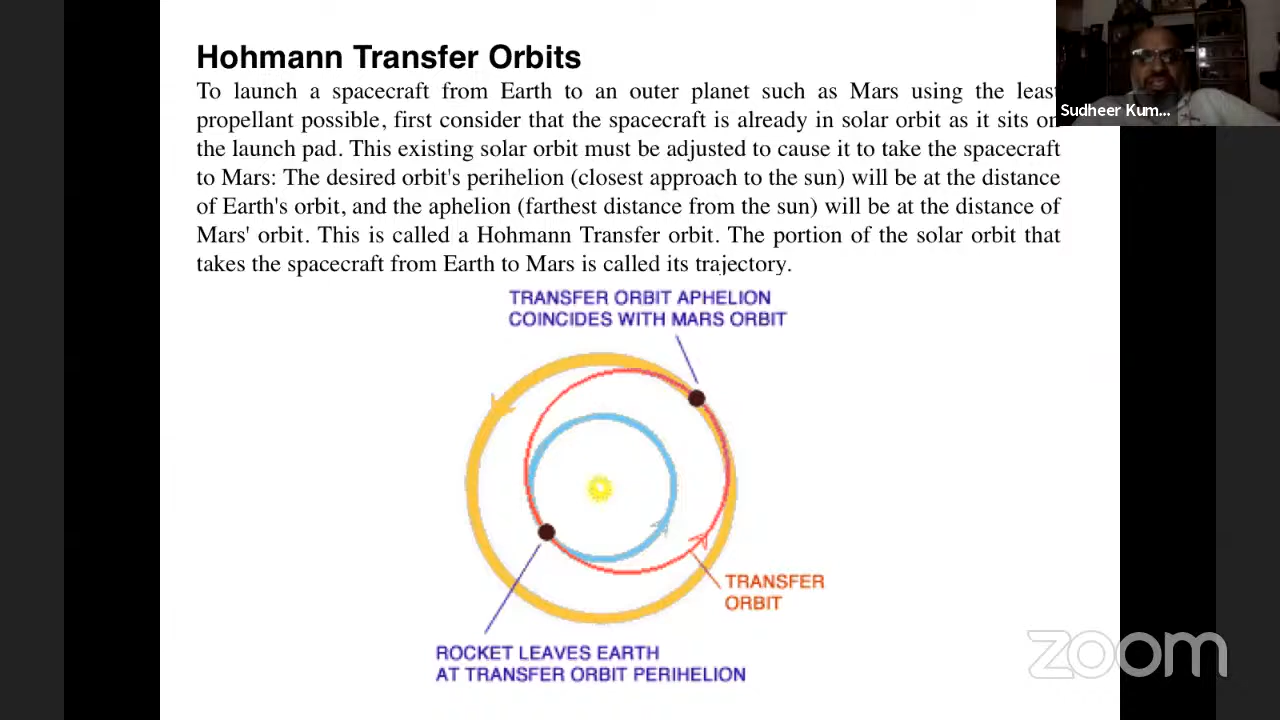 Hohmann Transfer Orbits
To launch a spacecraft from Earth to an outer planet such as Mars using the least
propellant possible, first consider that the spacecraft is already in solar orbit as it sits on
the launch pad. This existing solar orbit must be adjusted to cause it to take the spacecraft
to Mars: The desired orbit's perihelion (closest approach to the sun) will be at the distance
of Earth's orbit, and the aphelion (farthest distance from the sun) will be at the distance of
Mars' orbit. This is called a Hohmann Transfer orbit. The portion of the solar orbit that
takes the spacecraft from Earth to Mars is called its trajectory.
Sudheer Kum...
TRANSFER ORBIT APHELION
COINCIDES WITH MARS ORBIT
TRANSFER
ORBIT
ROCKET LEAVES EARTH
AT TRANSFER ORBIT PERIHELION
zoom